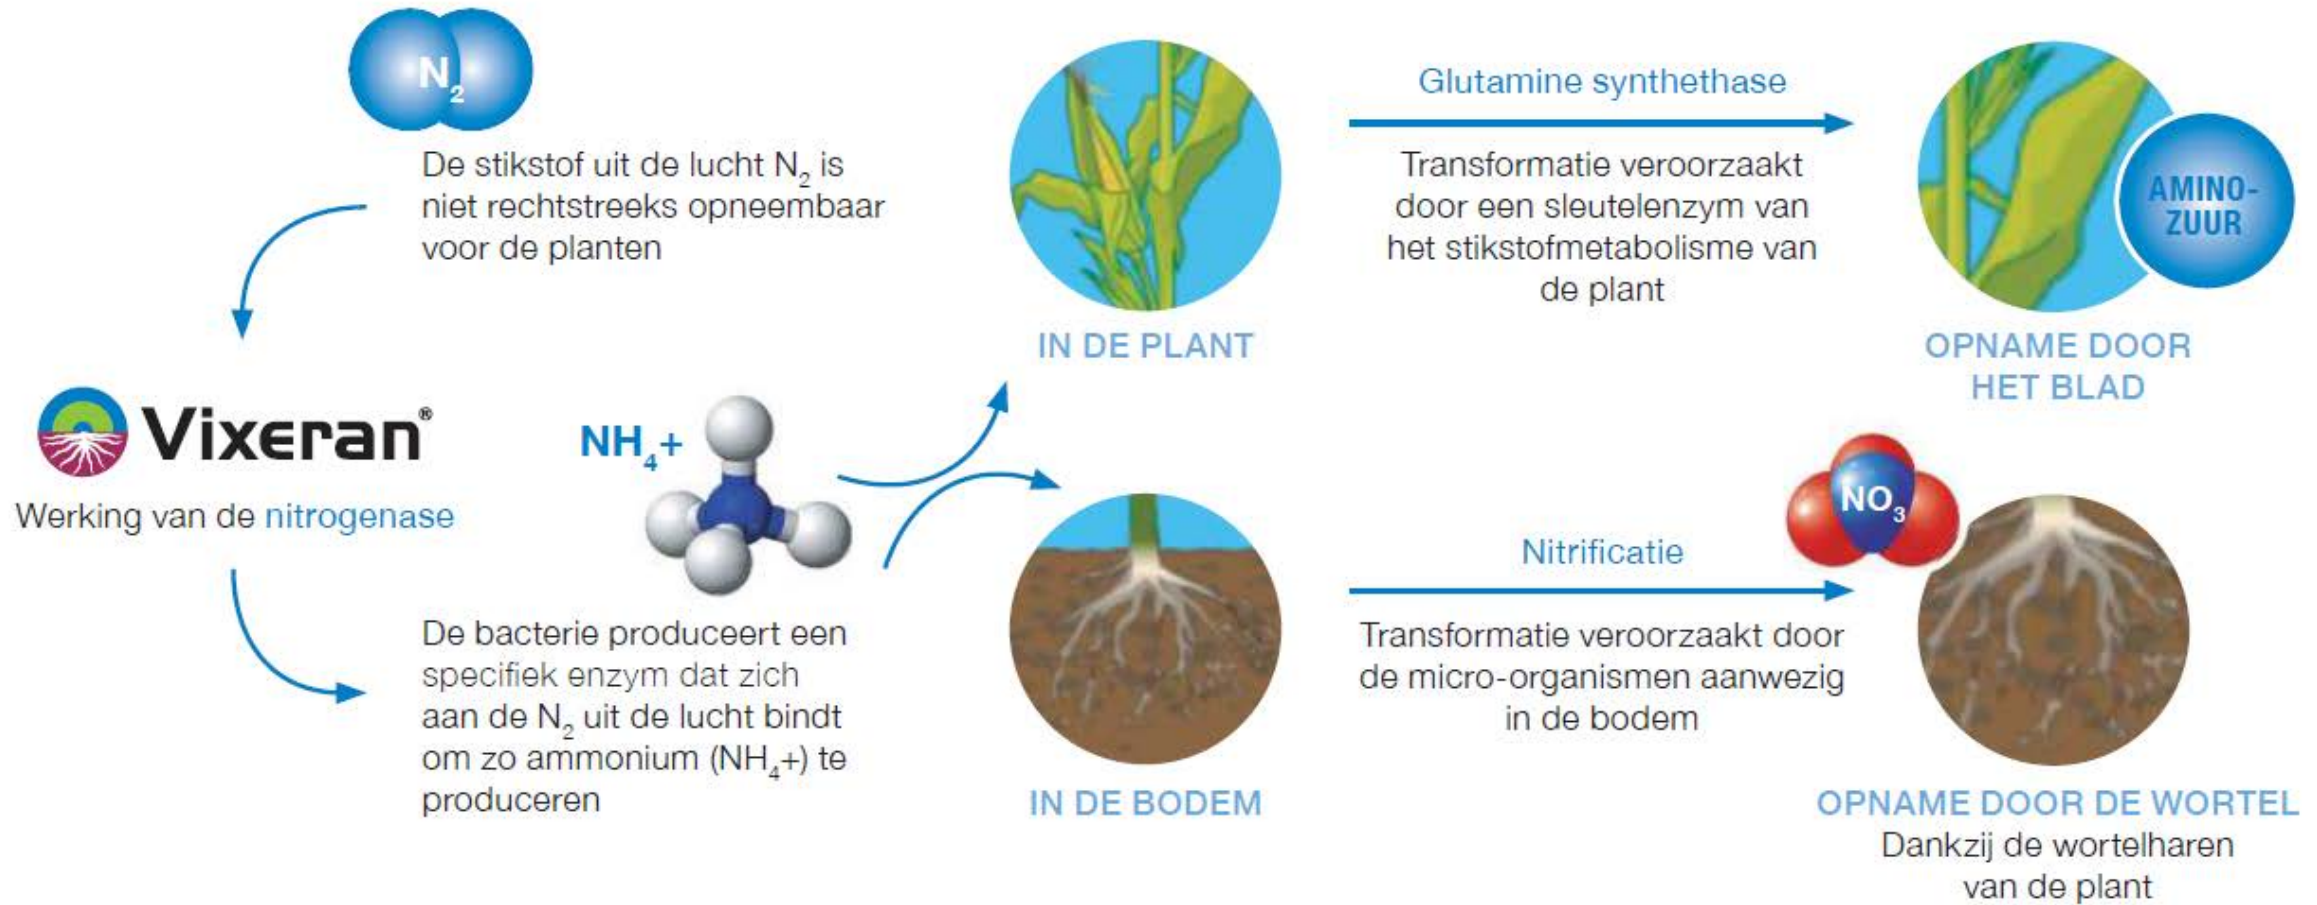 N2
De stikstof uit de lucht N2 is
niet rechtstreeks opneembaar
voor de planten
Vixeran®
Werking van de nitrogenase
De bacterie produceert een
specifiek enzym dat zich
aan de N2 uit de lucht bindt
om zo ammonium (NH4+) te
produceren
NH4+
IN DE PLANT
Glutamine synthethase
Transformatie veroorzaakt
door een sleutelenzym van
het stikstofmetabolisme van
de plant
AMINO-
ZUUR
OPNAME DOOR
HET BLAD
IN DE BODEM
Nitrificatie
Transformatie veroorzaakt door
de micro-organismen aanwezig
in de bodem
NO3
OPNAME DOOR DE WORTEL
Dankzij de wortelharen
van de plant